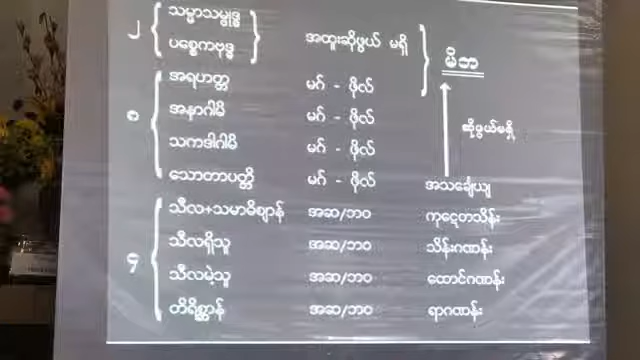 ၂ သမ္မာသမ္ဗုဒ္ဓ
ပစ္စေကဗုဒ္ဓ အထူးဆိုဖွယ် မရှိ မိဘ
၈ အရဟတ္တ မဂ် - ဖိုလ်
အနာဂါမိ မဂ် - ဖိုလ်
သကဒါဂါမိ မဂ် - ဖိုလ်
သောတာပတ္တိ မဂ် - ဖိုလ် အသင်္ချေယျ
ဆိုဖွယ်မရှိ
၄ သီလ+သမာဓိဈာန် အဆ/ဘဝ ကုဋေတသိန်း
သီလရှိသူ အဆ/ဘဝ သိန်းဂဏန်း
သီလမဲ့သူ အဆ/ဘဝ ထောင်ဂဏန်း
တိရိစ္ဆာန် အဆ/ဘဝ ရာဂဏန်း